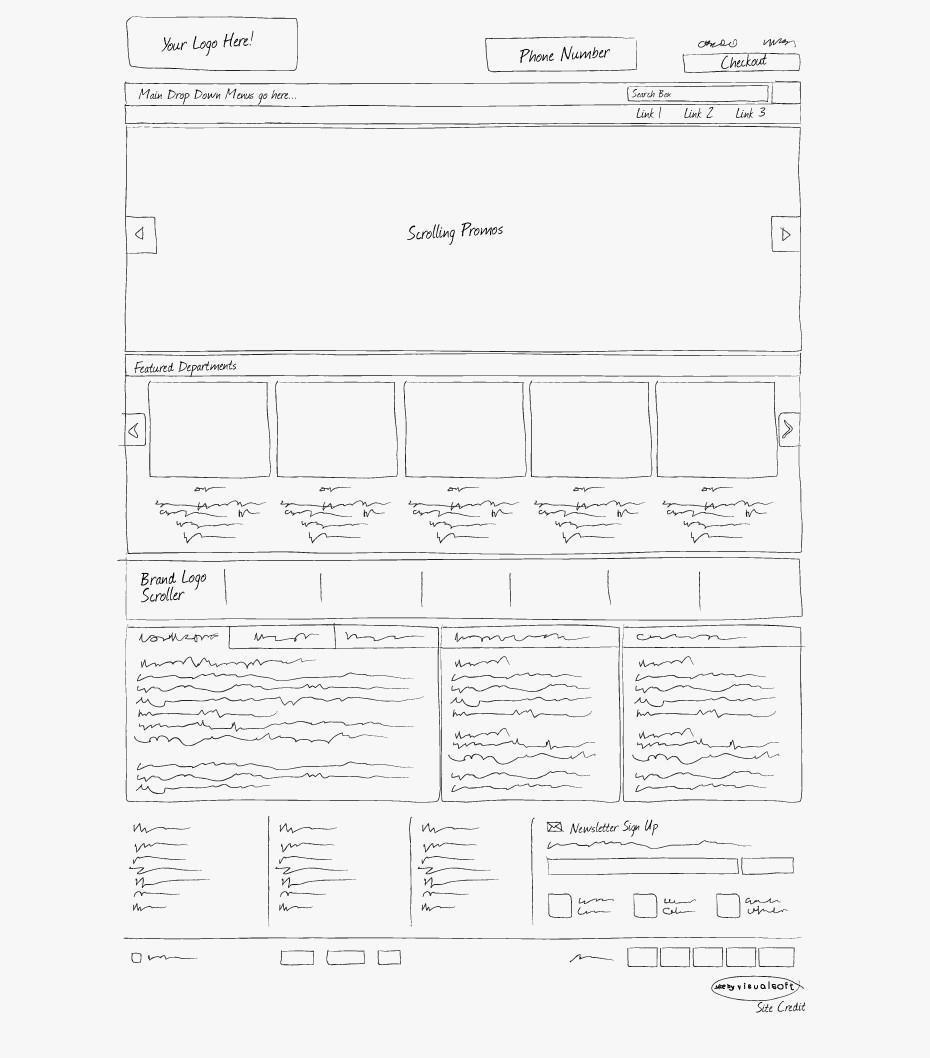 Your Logo Here!
Phone Number
Checkout
Main Drop Down Menus go here...
Search Box
Link 1 Link 2 Link 3
Scrolling Promos
Featured Departments
Brand Logo
Scroller
Newsletter Sign Up
site by visualsoft
Site Credit